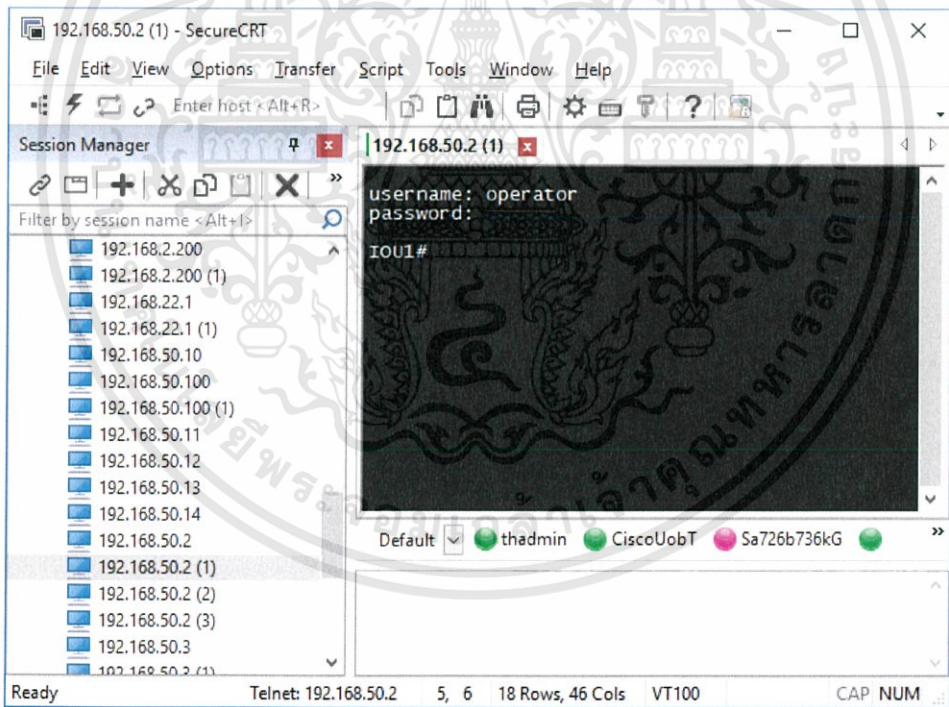 192.168.50.2 (1) - SecureCRT
File Edit View Options Transfer Script Tools Window Help
Enter host <Alt+R>
Session Manager
192.168.50.2 (1)
Filter by session name <Alt+I>
192.168.2.200
192.168.2.200 (1)
192.168.22.1
192.168.22.1 (1)
192.168.50.10
192.168.50.100
192.168.50.100 (1)
192.168.50.11
192.168.50.12
192.168.50.13
192.168.50.14
192.168.50.2
192.168.50.2 (1)
192.168.50.2 (2)
192.168.50.2 (3)
192.168.50.3
192.168.50.3 (1)
username: operator
password:
IOU1#
Default thadmin CiscoUobT Sa726b736kG
Ready Telnet: 192.168.50.2 5, 6 18 Rows, 46 Cols VT100 CAP NUM